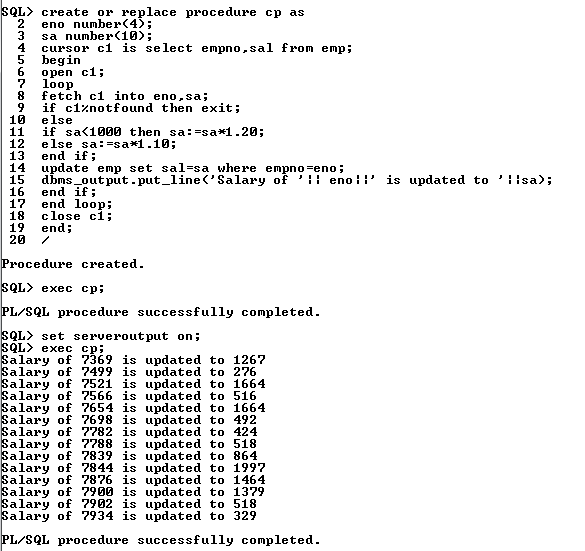 SQL> create or replace procedure cp as
2 eno number(4);
3 sa number(10);
4 cursor c1 is select empno,sal from emp;
5 begin
6 open c1;
7 loop
8 fetch c1 into eno,sa;
9 if c1%notfound then exit;
10 else
11 if sa<1000 then sa:=sa*1.20;
12 else sa:=sa*1.10;
13 end if;
14 update emp set sal=sa where empno=eno;
15 dbms_output.put_line('Salary of '¦¦ eno¦¦' is updated to '¦¦sa);
16 end if;
17 end loop;
18 close c1;
19 end;
20 /
Procedure created.
SQL> exec cp;
PL/SQL procedure successfully completed.
SQL> set serveroutput on;
SQL> exec cp;
Salary of 7369 is updated to 1267
Salary of 7499 is updated to 276
Salary of 7521 is updated to 1664
Salary of 7566 is updated to 516
Salary of 7654 is updated to 1664
Salary of 7698 is updated to 492
Salary of 7782 is updated to 424
Salary of 7788 is updated to 518
Salary of 7839 is updated to 864
Salary of 7844 is updated to 1997
Salary of 7876 is updated to 1464
Salary of 7900 is updated to 1379
Salary of 7902 is updated to 518
Salary of 7934 is updated to 329
PL/SQL procedure successfully completed.